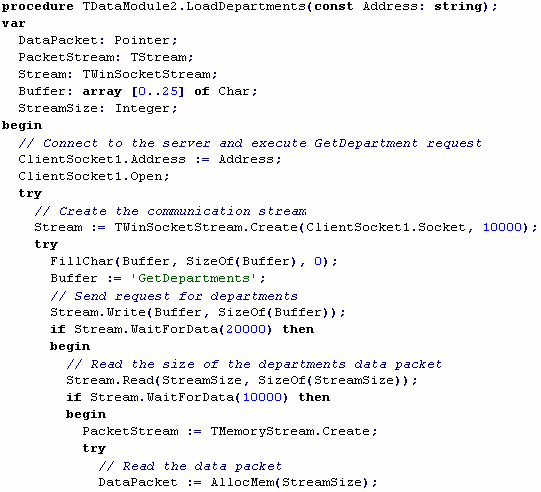 procedure TDataModule2.LoadDepartments(const Address: string);
var
  DataPacket: Pointer;
  PacketStream: TStream;
  Stream: TWinSocketStream;
  Buffer: array [0..25] of Char;
  StreamSize: Integer;
begin
  // Connect to the server and execute GetDepartment request
  ClientSocket1.Address := Address;
  ClientSocket1.Open;
  try
    // Create the communication stream
    Stream := TWinSocketStream.Create(ClientSocket1.Socket, 10000);
    try
      FillChar(Buffer, SizeOf(Buffer), 0);
      Buffer := 'GetDepartments';
      // Send request for departments
      Stream.Write(Buffer, SizeOf(Buffer));
      if Stream.WaitForData(20000) then
      begin
        // Read the size of the departments data packet
        Stream.Read(StreamSize, SizeOf(StreamSize));
        if Stream.WaitForData(10000) then
        begin
          PacketStream := TMemoryStream.Create;
          try
            // Read the data packet
            DataPacket := AllocMem(StreamSize);